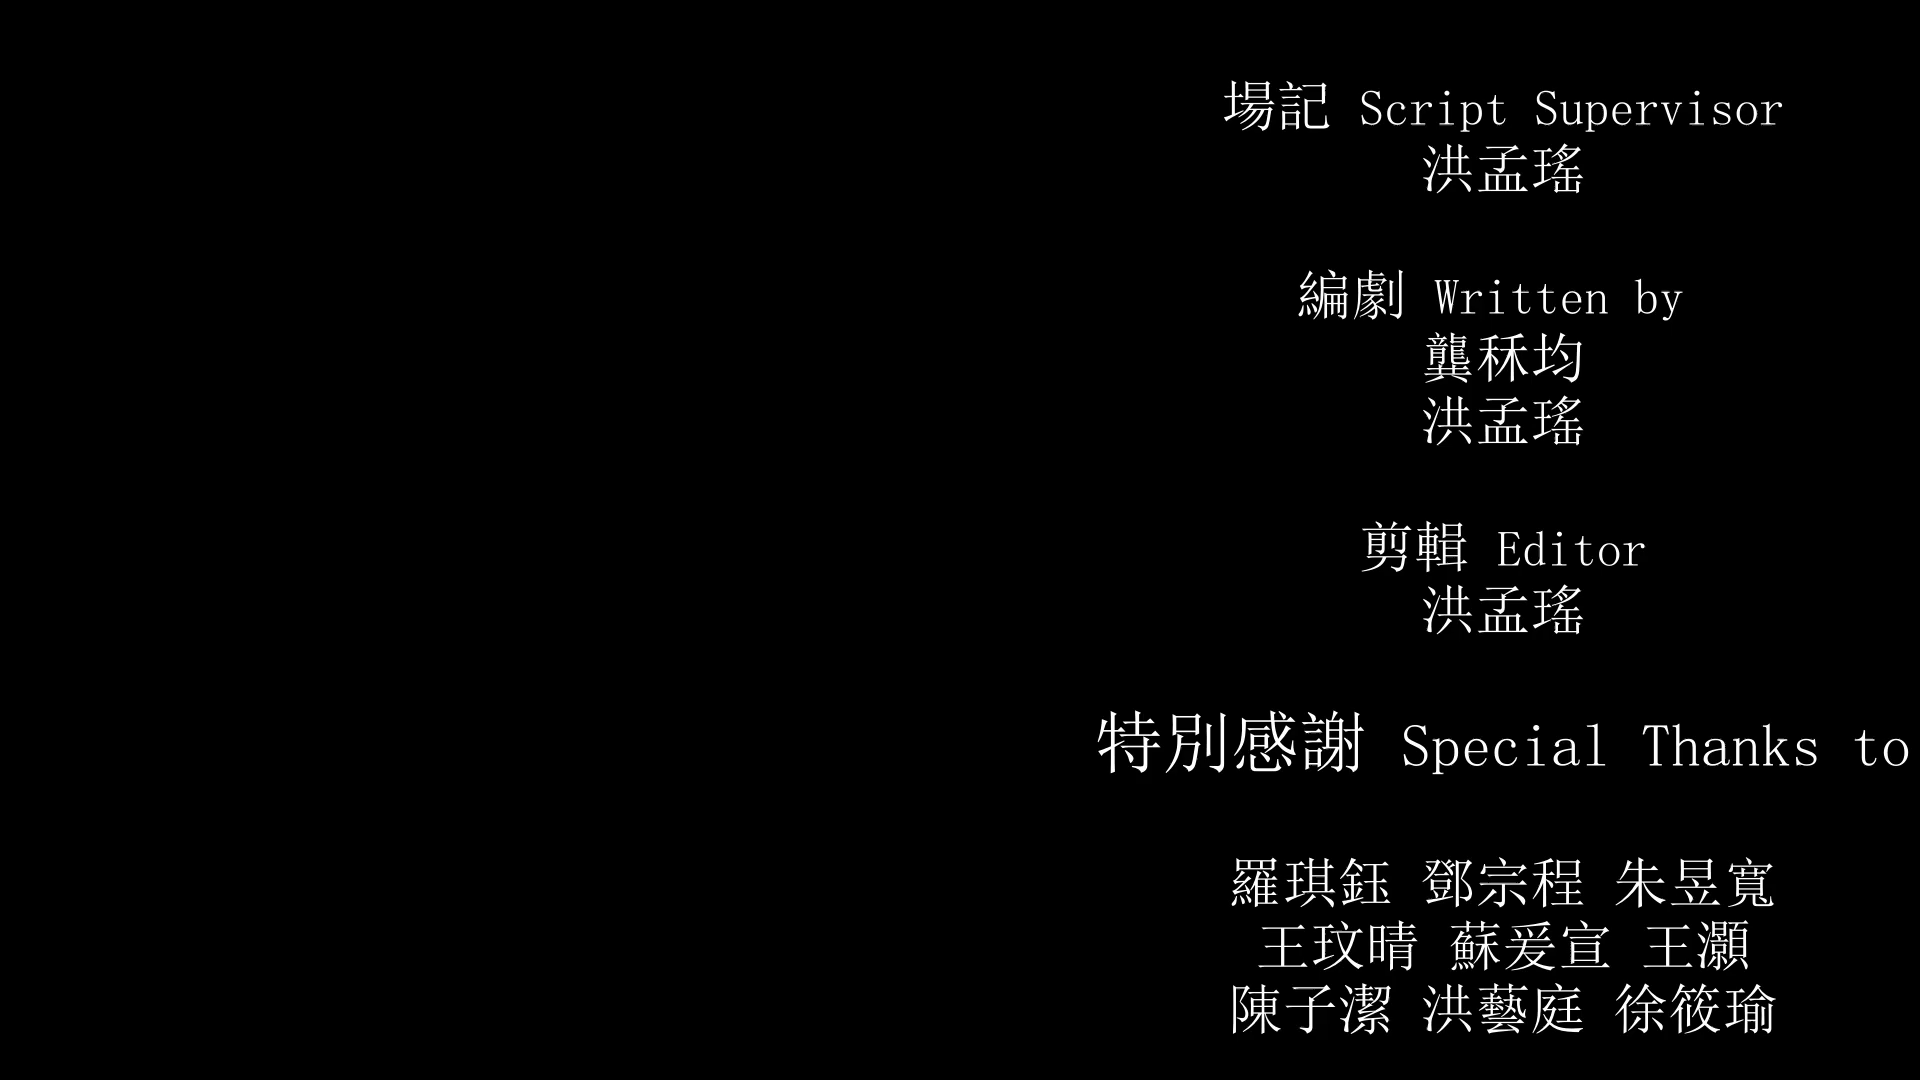 場記 Script Supervisor
洪孟瑤
編劇 Written by
龔秝均
洪孟瑤
剪輯 Editor
洪孟瑤
特別感謝 Special Thanks to
羅琪鈺 鄧宗程 朱昱寬
王玟晴 蘇爰宣 王灝
陳子潔 洪藝庭 徐筱瑜